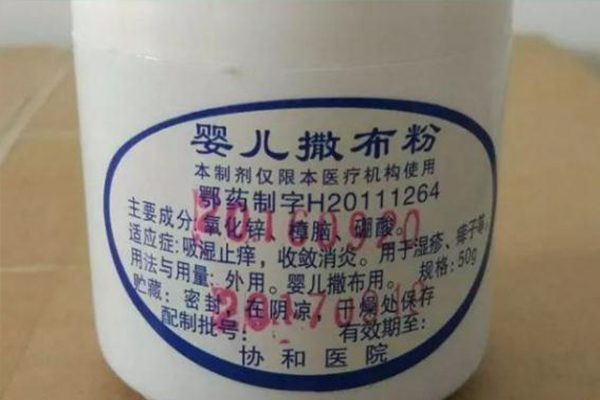 婴儿撒布粉
本制剂仅限本医疗机构使用
鄂药制字H20111264
主要成分:氧化锌、樟脑、硼酸。
适应症:吸湿止痒,收敛消炎。用于湿疹、痱子等。
用法与用量:外用。婴儿撒布用。规格:50g
贮藏:密封,在阴凉,干燥处保存
配制批号: 有效期至:
协和医院
20160920